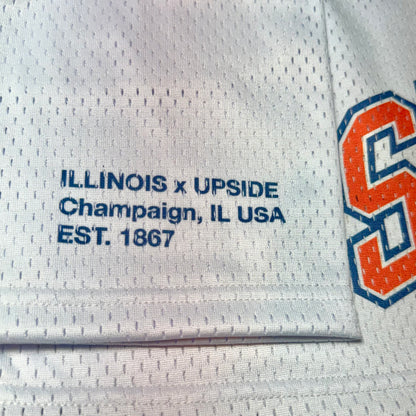 ILLINOIS x UPSIDE
Champaign, IL USA
EST. 1867
S